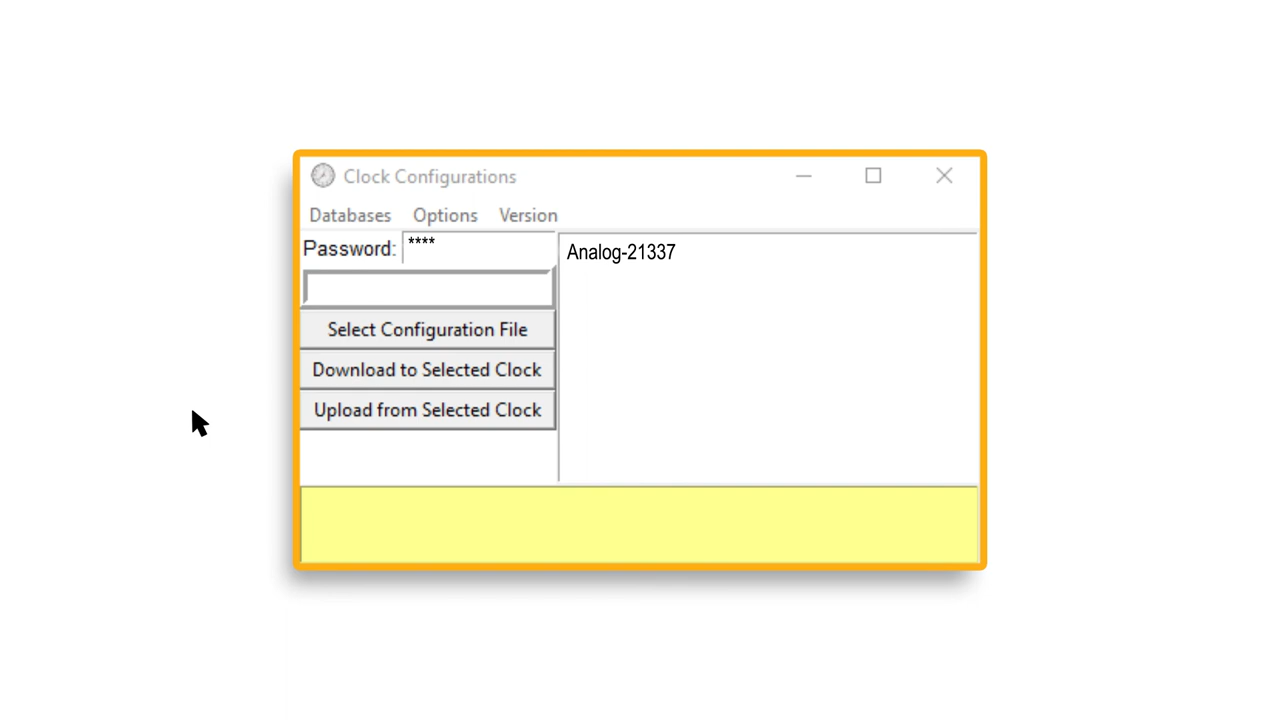 Clock Configurations
Databases Options Version
Password: ****
Analog-21337
Select Configuration File
Download to Selected Clock
Upload from Selected Clock